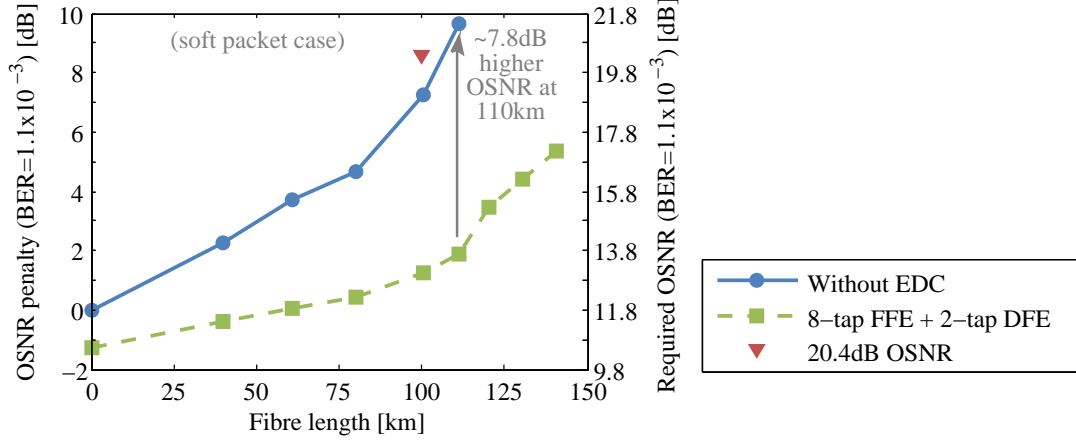 OSNR penalty (BER=1.1x10⁻³) [dB]
10
8
6
4
2
0
−2
(soft packet case)
~7.8dB
higher
OSNR at
110km
21.8
19.8
17.8
15.8
13.8
11.8
9.8
Required OSNR (BER=1.1x10⁻³) [dB]
0 25 50 75 100 125 150
Fibre length [km]
Without EDC
8−tap FFE + 2−tap DFE
20.4dB OSNR